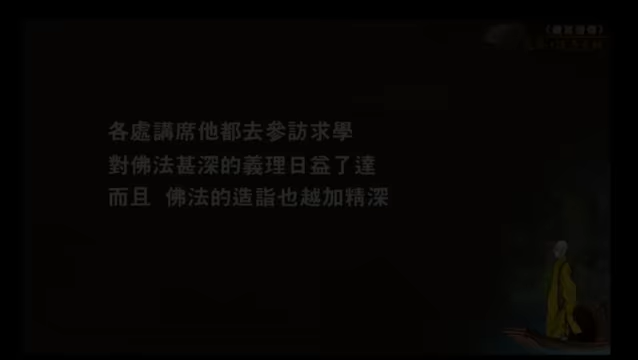 各處講席他都去參訪求學
對佛法甚深的義理日益了達
而且 佛法的造詣也越加精深